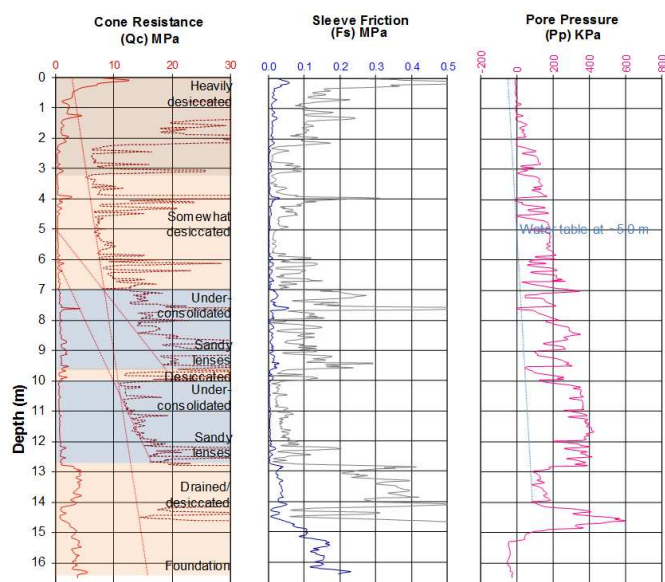 Cone Resistance
(Qc) MPa
Sleeve Friction
(Fs) MPa
Pore Pressure
(Pp) KPa
0 10 20 30
0.0 0.1 0.2 0.3 0.4 0.5
-200 0 200 400 600 800
Depth (m)
0
1
2
3
4
5
6
7
8
9
10
11
12
13
14
15
16
Heavily
desiccated
Somewhat
desiccated
Under-
consolidated
Sandy
lenses
Desiccated
Under-
consolidated
Sandy
lenses
Drained/
desiccated
Foundation
Water table at ~5.0 m